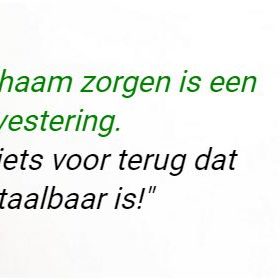 haam zorgen is een
vestering.
iets voor terug dat
taalbaar is!"